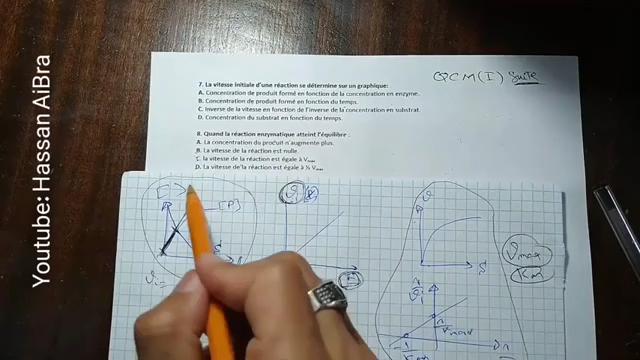 Youtube: Hassan AiBra
QCM(I) Suite
7. La vitesse initiale d'une réaction se détermine sur un graphique:
A. Concentration de produit formé en fonction de la concentration en enzyme.
B. Concentration de produit formé en fonction du temps.
C. Inverse de la vitesse en fonction de l'inverse de la concentration en substrat.
D. Concentration du substrat en fonction du temps.
8. Quand la réaction enzymatique atteint l'équilibre :
A. La concentration du produit n'augmente plus.
B. La vitesse de la réaction est nulle.
C. la vitesse de la réaction est égale à Vmax
D. La vitesse de la réaction est égale à ½ Vmax
[P]
S
Vi
Vi=
v
S
Vmax
KM
1
Vmax